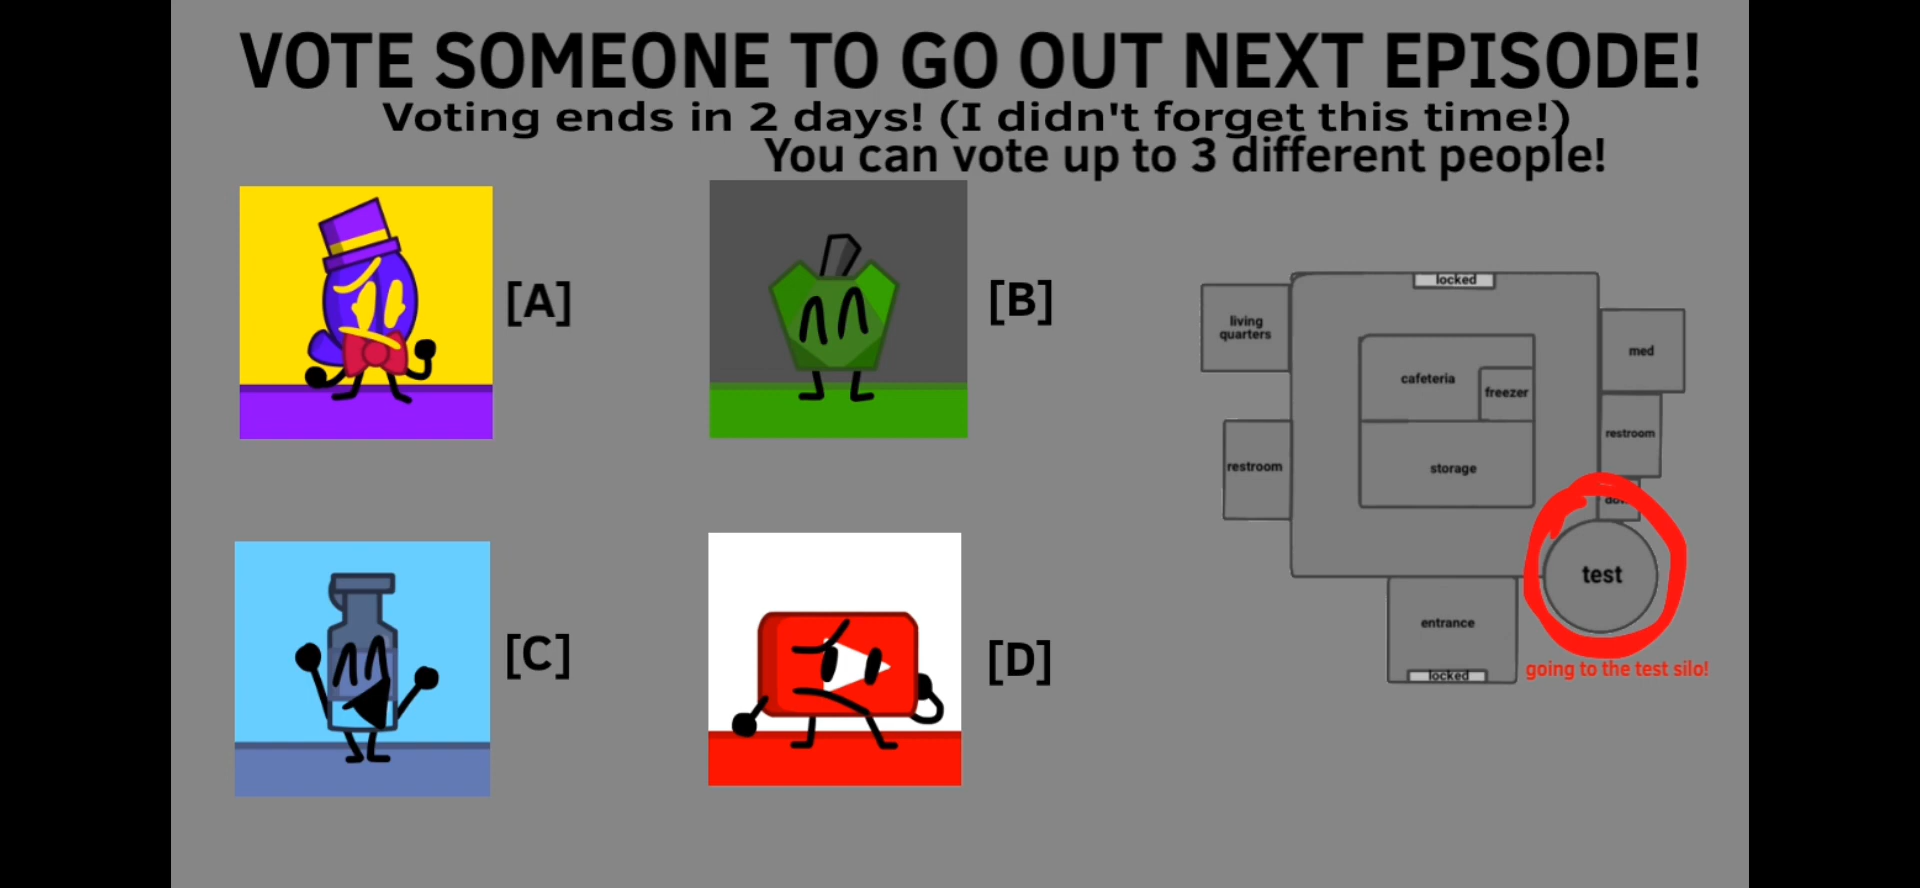 VOTE SOMEONE TO GO OUT NEXT EPISODE!
Voting ends in 2 days! (I didn't forget this time!)
You can vote up to 3 different people!
[A]
[B]
[C]
[D]
locked
living
quarters
med
cafeteria
freezer
restroom
restroom
storage
test
entrance
locked
going to the test silo!